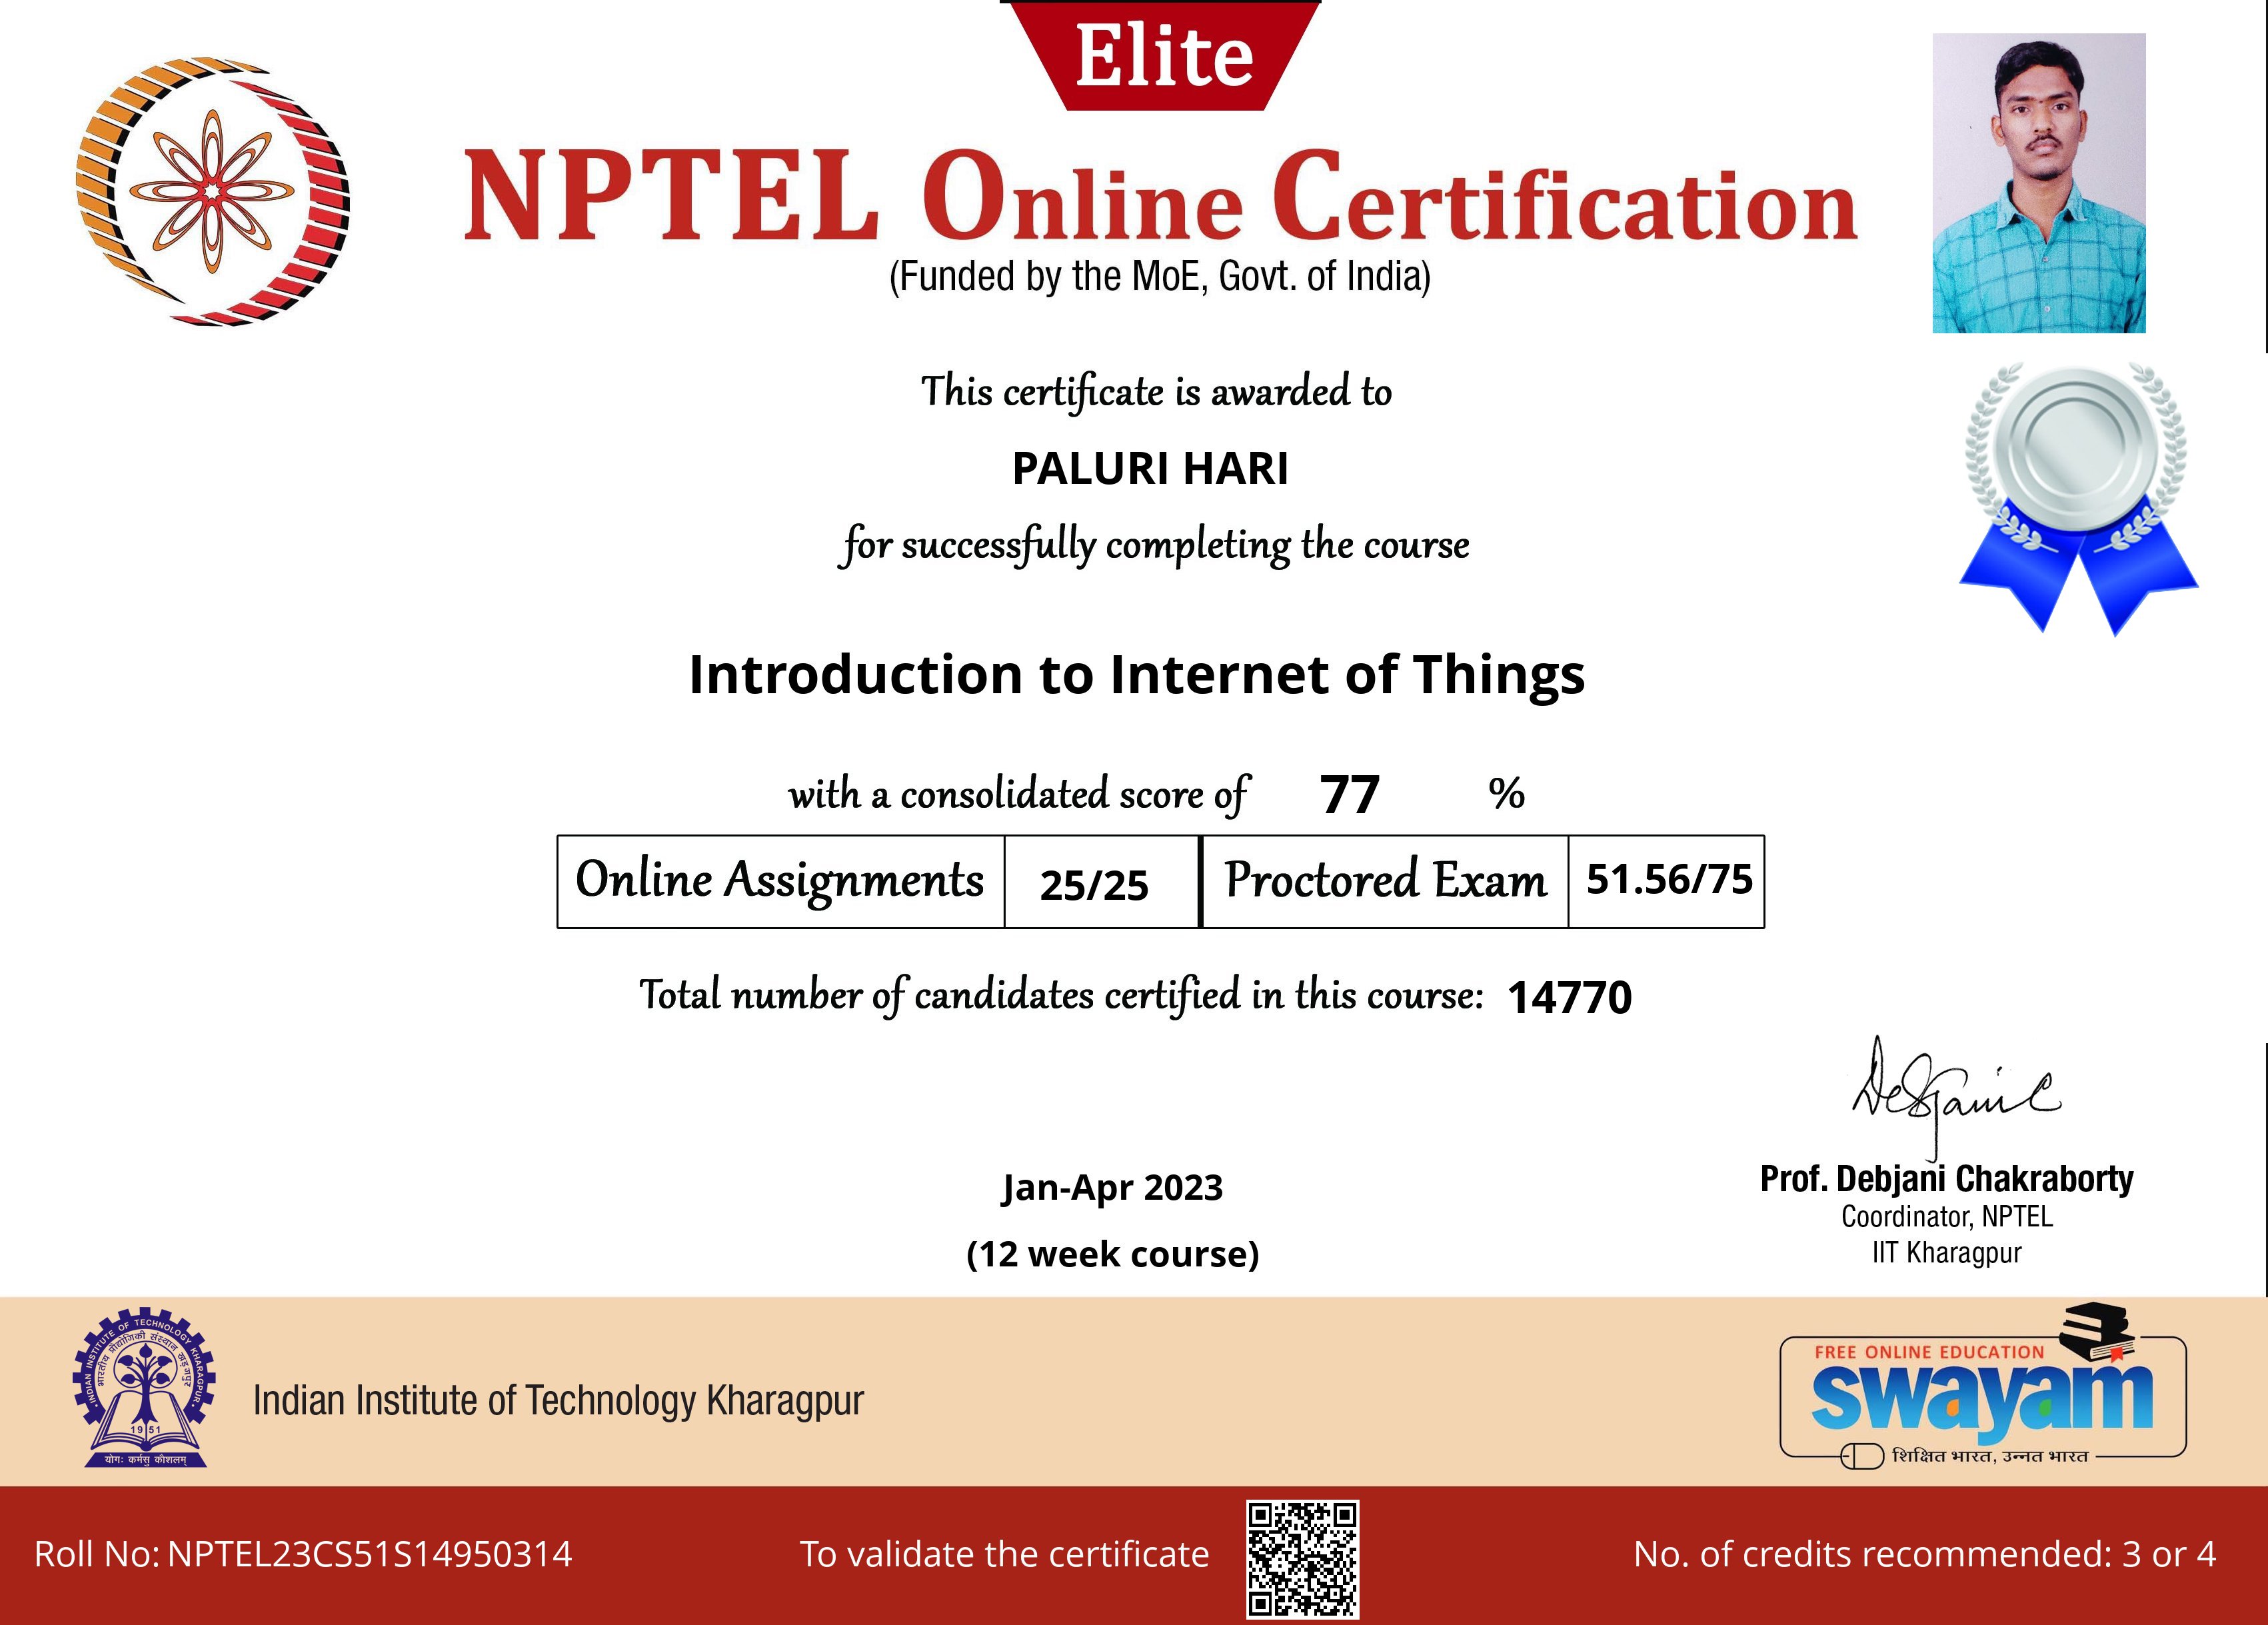 Elite
NPTEL Online Certification
(Funded by the MoE, Govt. of India)
This certificate is awarded to
PALURI HARI
for successfully completing the course
Introduction to Internet of Things
with a consolidated score of 77 %
Online Assignments 25/25 Proctored Exam 51.56/75
Total number of candidates certified in this course: 14770
Debjani C
Prof. Debjani Chakraborty
Coordinator, NPTEL
IIT Kharagpur
Jan-Apr 2023
(12 week course)
INDIAN INSTITUTE OF TECHNOLOGY KHARAGPUR
भारतीय प्रौद्योगिकी संस्थान खड़गपुर
1951
योगः कर्मसु कौशलम्
Indian Institute of Technology Kharagpur
FREE ONLINE EDUCATION
swayam
शिक्षित भारत, उन्नत भारत
Roll No: NPTEL23CS51S14950314
To validate the certificate
No. of credits recommended: 3 or 4